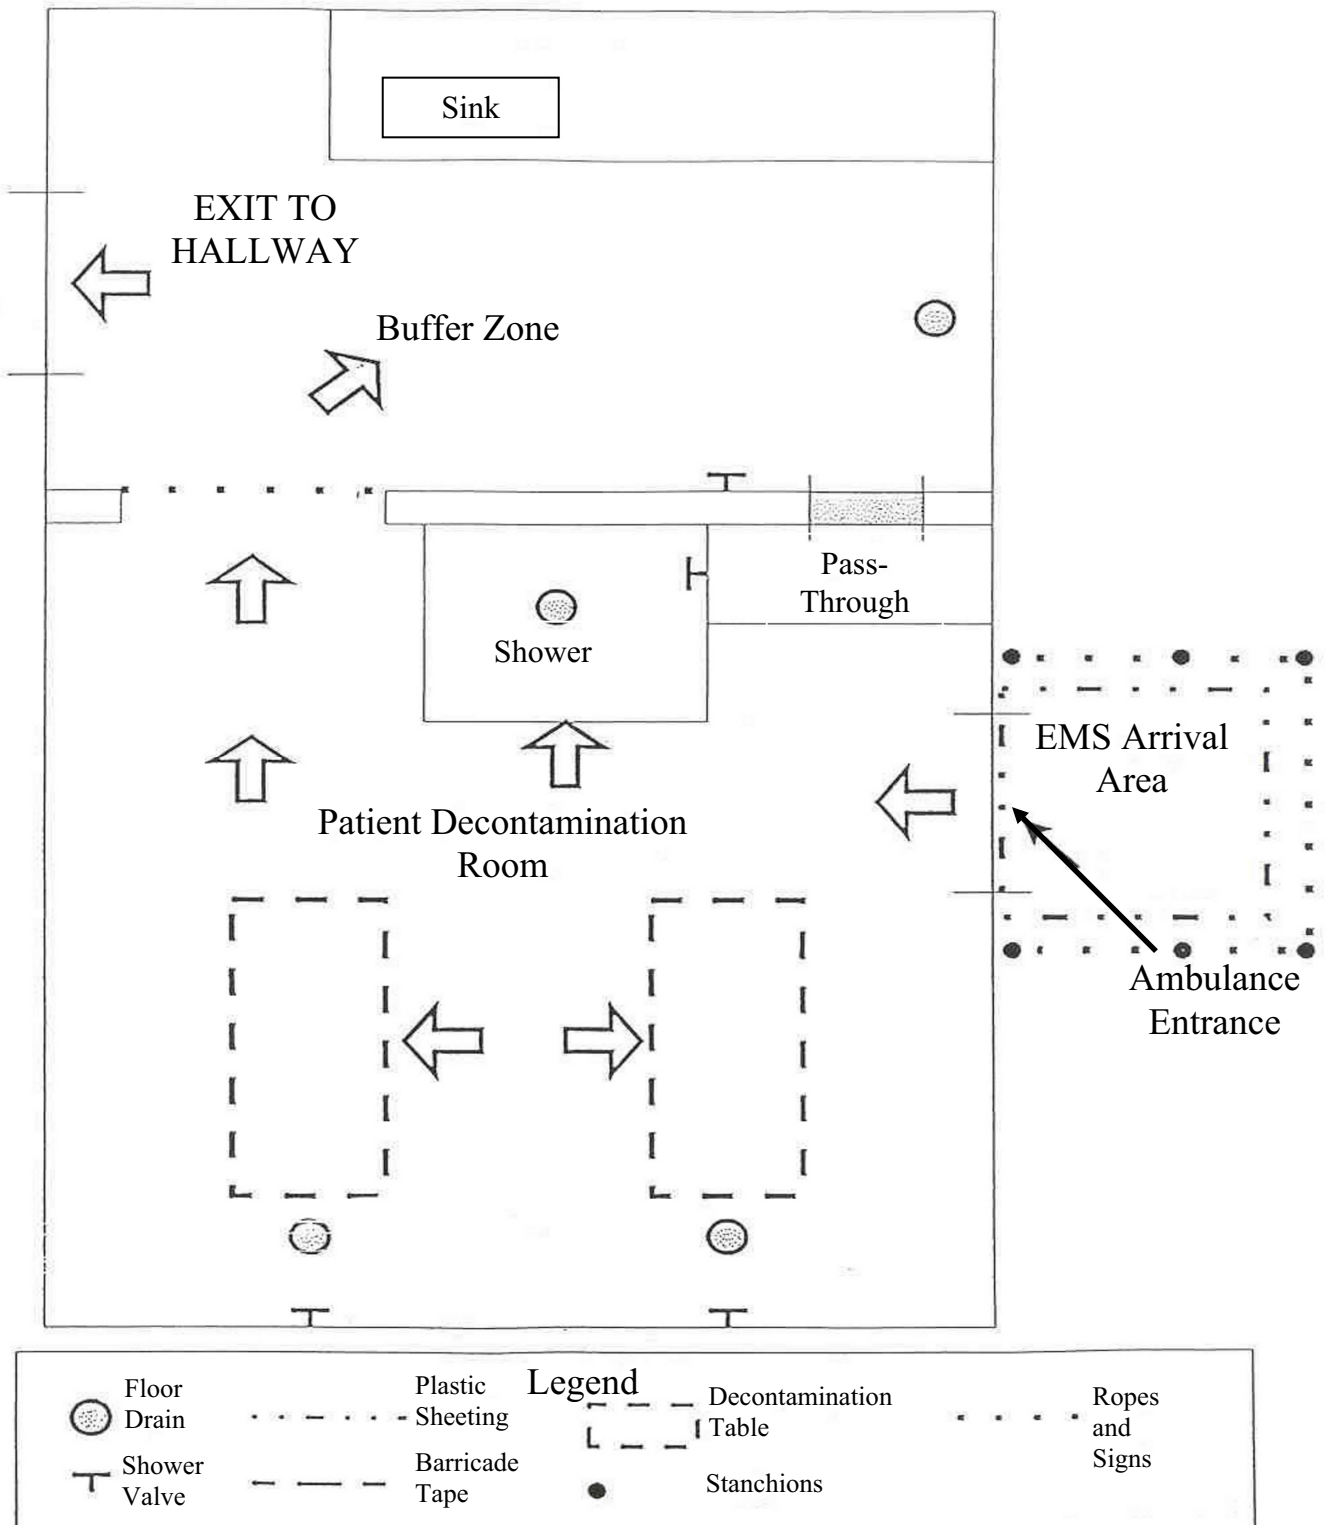 Sink
EXIT TO
HALLWAY
Buffer Zone
Pass-
Through
Shower
EMS Arrival
Area
Patient Decontamination
Room
Ambulance
Entrance
Legend
Floor
Drain
Plastic
Sheeting
Decontamination
Table
Ropes
and
Signs
Shower
Valve
Barricade
Tape
Stanchions